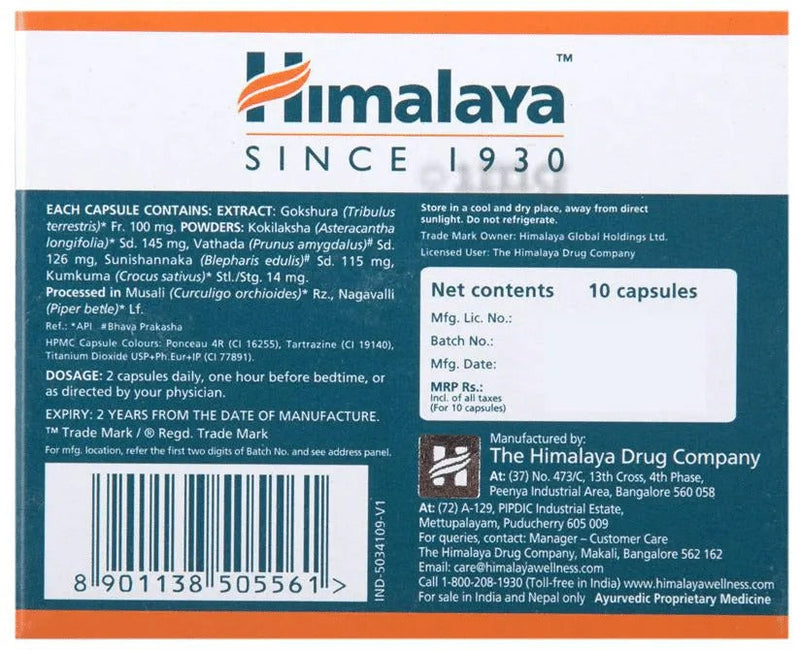 Himalaya™
SINCE 1930
EACH CAPSULE CONTAINS: EXTRACT: Gokshura (Tribulus
terrestris)* Fr. 100 mg. POWDERS: Kokilaksha (Asteracantha
longifolia)* Sd. 145 mg, Vathada (Prunus amygdalus)# Sd.
126 mg, Sunishannaka (Blepharis edulis)# Sd. 115 mg,
Kumkuma (Crocus sativus)* Stl./Stg. 14 mg.
Processed in Musali (Curculigo orchioides)* Rz., Nagavalli
(Piper betle)* Lf.
Ref.: *API #Bhava Prakasha
HPMC Capsule Colours: Ponceau 4R (CI 16255), Tartrazine (CI 19140),
Titanium Dioxide USP+Ph.Eur+IP (CI 77891).
DOSAGE: 2 capsules daily, one hour before bedtime, or
as directed by your physician.
EXPIRY: 2 YEARS FROM THE DATE OF MANUFACTURE.
™ Trade Mark / ® Regd. Trade Mark
For mfg. location, refer the first two digits of Batch No. and see address panel.
8 901138 505561 >
IND-5034109-V1
Store in a cool and dry place, away from direct
sunlight. Do not refrigerate.
Trade Mark Owner: Himalaya Global Holdings Ltd.
Licensed User: The Himalaya Drug Company
Net contents 10 capsules
Mfg. Lic. No.:
Batch No.:
Mfg. Date:
MRP Rs.:
Incl. of all taxes
(For 10 capsules)
Manufactured by:
The Himalaya Drug Company
At: (37) No. 473/C, 13th Cross, 4th Phase,
Peenya Industrial Area, Bangalore 560 058
At: (72) A-129, PIPDIC Industrial Estate,
Mettupalayam, Puducherry 605 009
For queries, contact: Manager – Customer Care
The Himalaya Drug Company, Makali, Bangalore 562 162
Email: care@himalayawellness.com
Call 1-800-208-1930 (Toll-free in India) www.himalayawellness.com
For sale in India and Nepal only Ayurvedic Proprietary Medicine